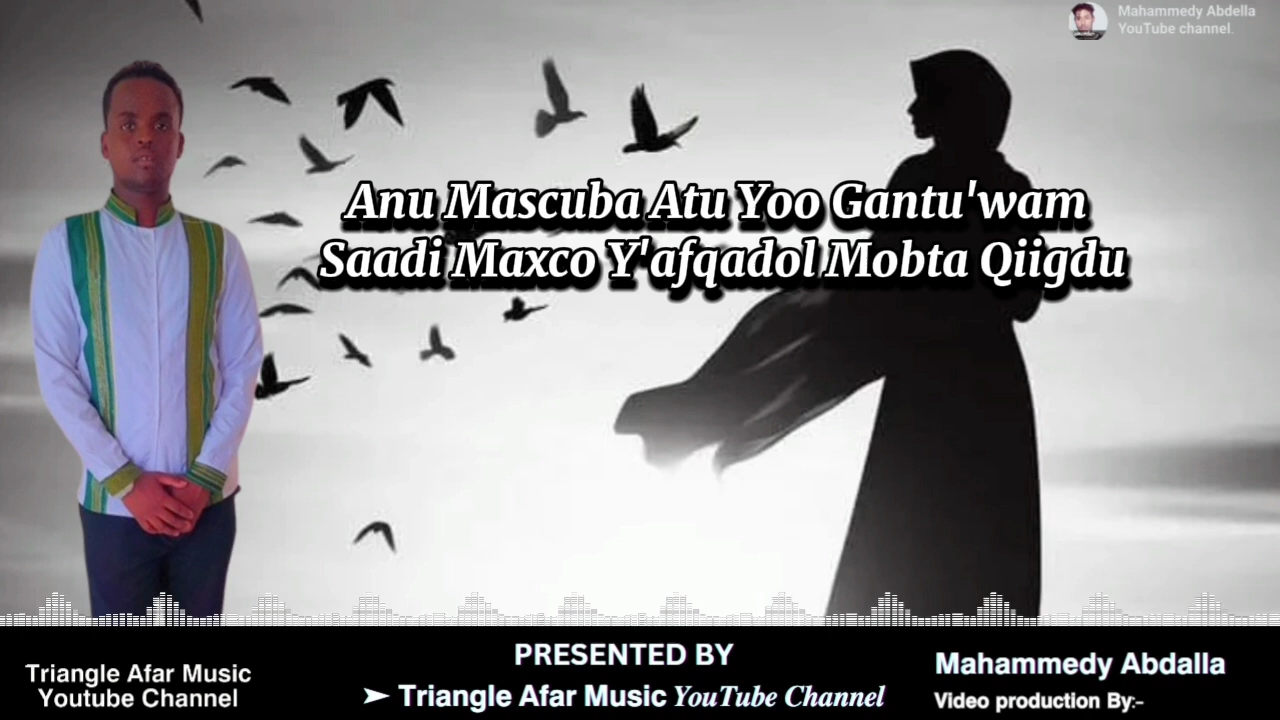 Mahammedy Abdella
YouTube channel.
Anu Mascuba Atu Yoo Gantu'wam
Saadi Maxco Y'afqadol Mobta Qiigdu
PRESENTED BY
Triangle Afar Music
Youtube Channel
➤ Triangle Afar Music YouTube Channel
Mahammedy Abdalla
Video production By:-